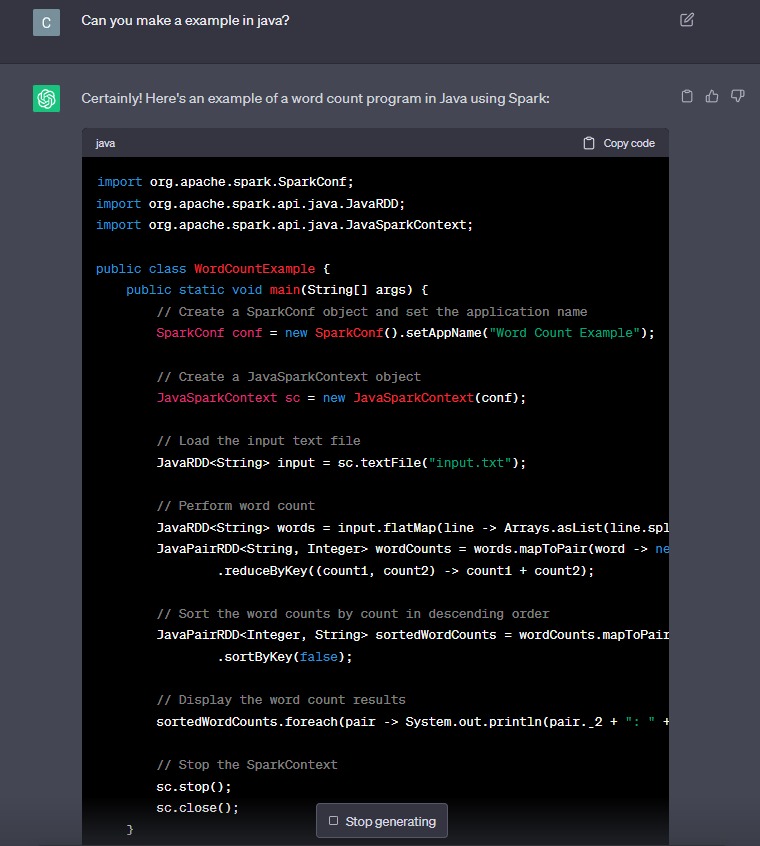 C
Can you make a example in java?
Certainly! Here's an example of a word count program in Java using Spark:
java
Copy code
import org.apache.spark.SparkConf;
import org.apache.spark.api.java.JavaRDD;
import org.apache.spark.api.java.JavaSparkContext;
public class WordCountExample {
public static void main(String[] args) {
// Create a SparkConf object and set the application name
SparkConf conf = new SparkConf().setAppName("Word Count Example");
// Create a JavaSparkContext object
JavaSparkContext sc = new JavaSparkContext(conf);
// Load the input text file
JavaRDD<String> input = sc.textFile("input.txt");
// Perform word count
JavaRDD<String> words = input.flatMap(line -> Arrays.asList(line.spl
JavaPairRDD<String, Integer> wordCounts = words.mapToPair(word -> ne
.reduceByKey((count1, count2) -> count1 + count2);
// Sort the word counts by count in descending order
JavaPairRDD<Integer, String> sortedWordCounts = wordCounts.mapToPair
.sortByKey(false);
// Display the word count results
sortedWordCounts.foreach(pair -> System.out.println(pair._2 + ": " +
// Stop the SparkContext
sc.stop();
sc.close();
}
Stop generating